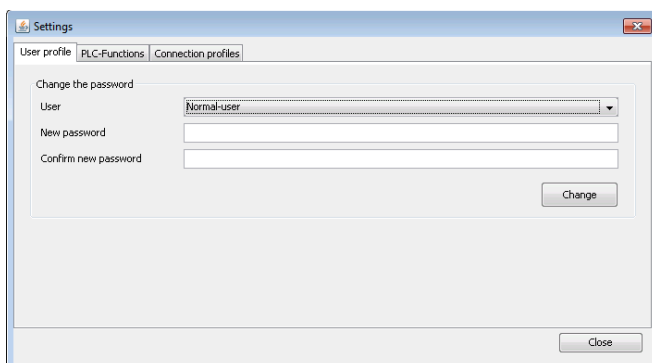 Settings
User profile PLC-Functions Connection profiles
Change the password
User Normal-user
New password
Confirm new password
Change
Close